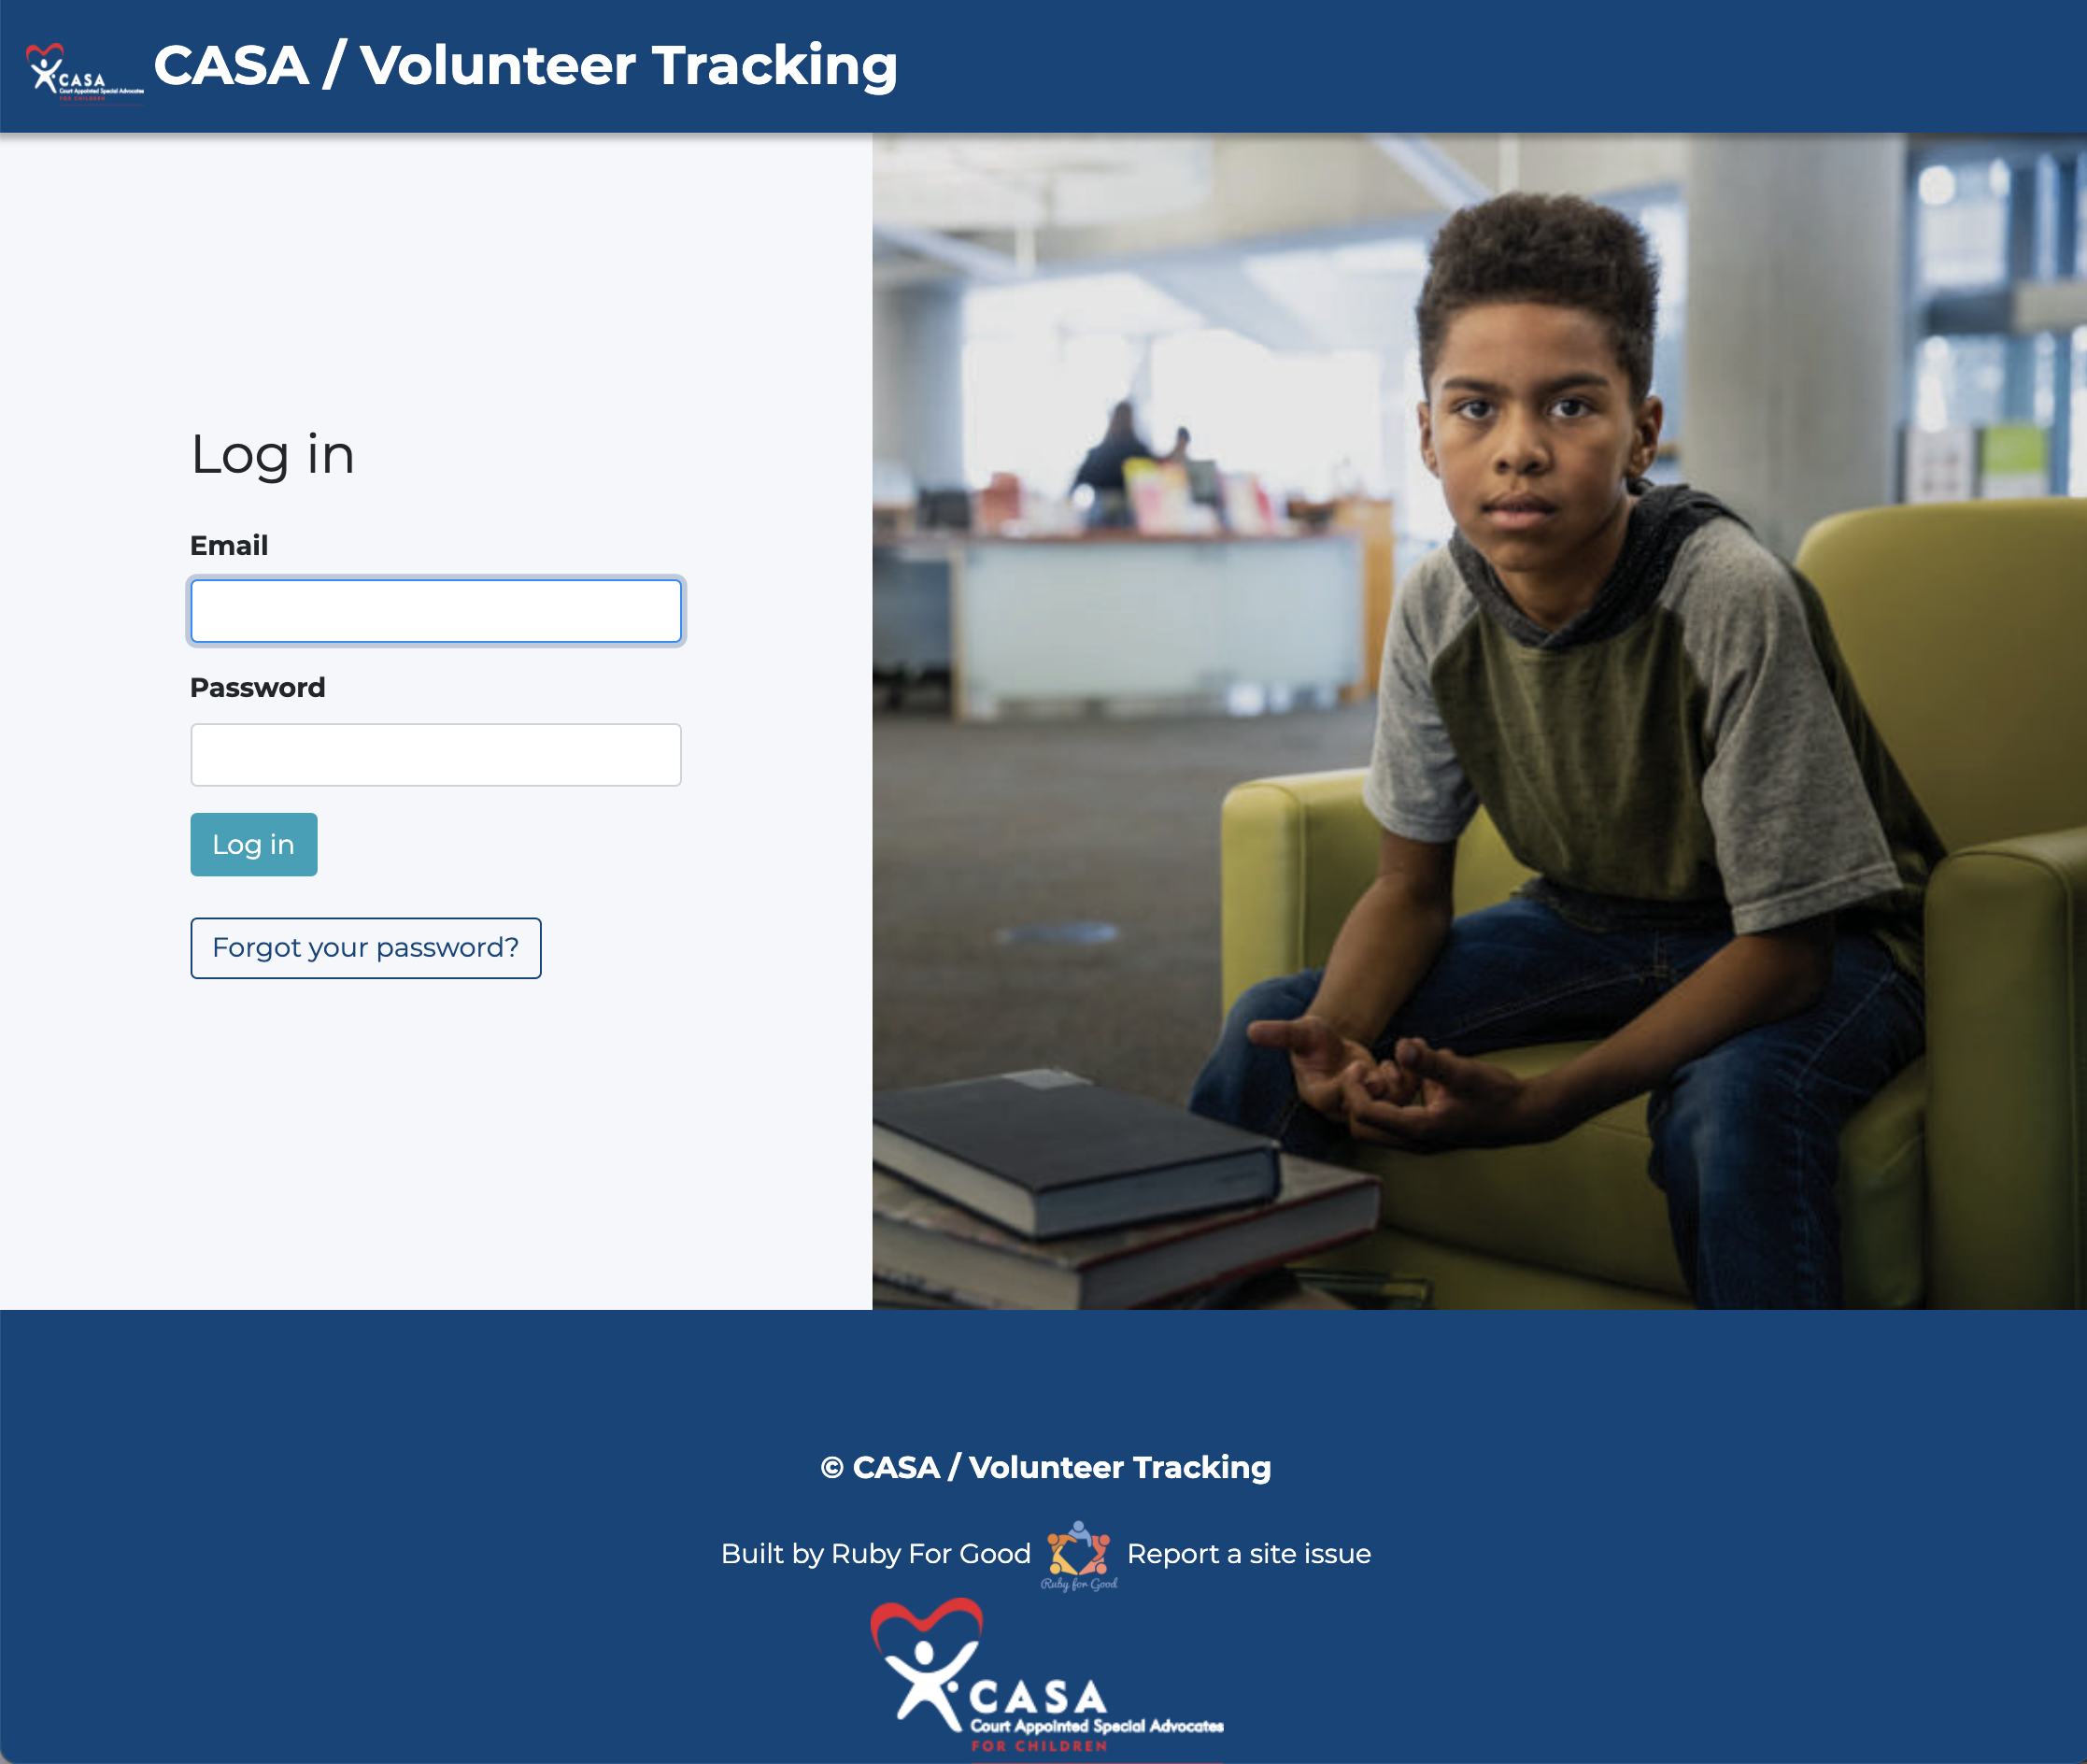 CASA
Court Appointed Special Advocates
FOR CHILDREN
CASA / Volunteer Tracking
Log in
Email
Password
Log in
Forgot your password?
© CASA / Volunteer Tracking
Built by Ruby For Good
Ruby for Good
Report a site issue
CASA
Court Appointed Special Advocates
FOR CHILDREN